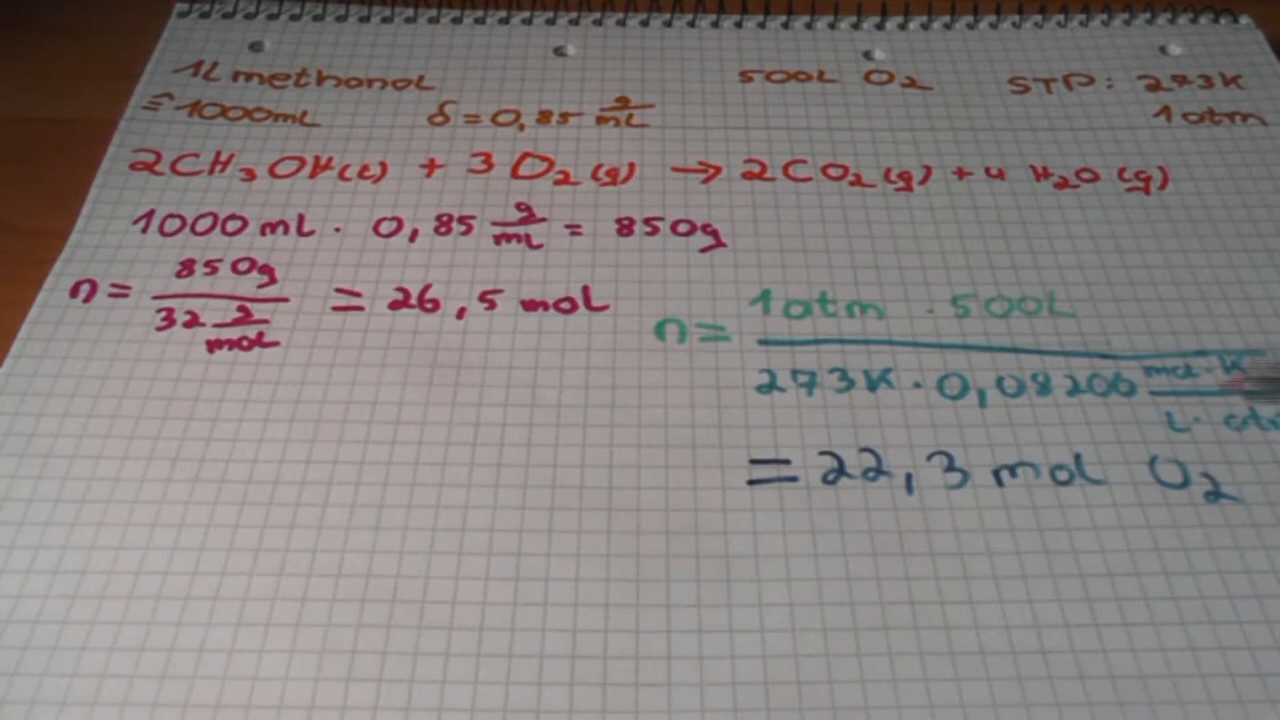 1L methanol 500L O₂ STP: 273K
≙ 1000mL δ = 0,85 g/mL 1 atm
2CH₃OH(l) + 3 O₂(g) → 2CO₂(g) + 4 H₂O(g)
1000 mL · 0,85 g/mL = 850g
n = 850g / 32 g/mol = 26,5 mol
n = 1atm · 500L / 273K · 0,08206 mol·K / L·atm
= 22,3 mol O₂